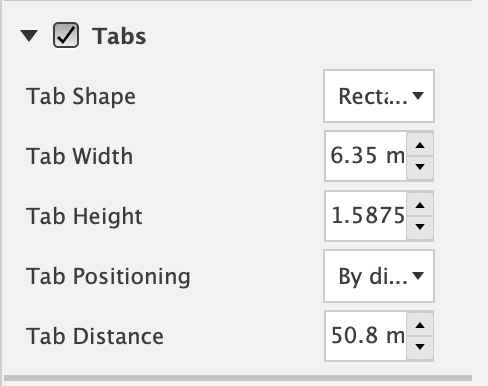 Tabs
Tab Shape Recta...
Tab Width 6.35 m
Tab Height 1.5875
Tab Positioning By di...
Tab Distance 50.8 m